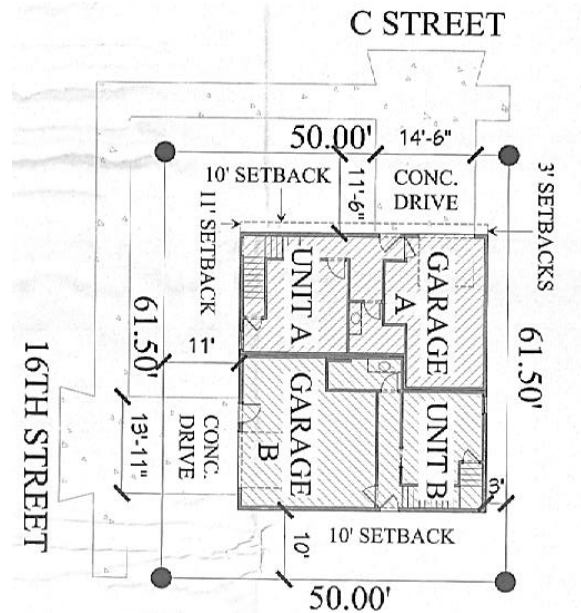 C STREET
50.00'
14'-6"
10' SETBACK
11'-6"
CONC.
DRIVE
3' SETBACKS
11' SETBACK
UNIT A
GARAGE
A
61.50'
61.50'
11'
16TH STREET
13'-11"
CONC.
DRIVE
GARAGE
B
UNIT B
3'
10' SETBACK
10'
50.00'